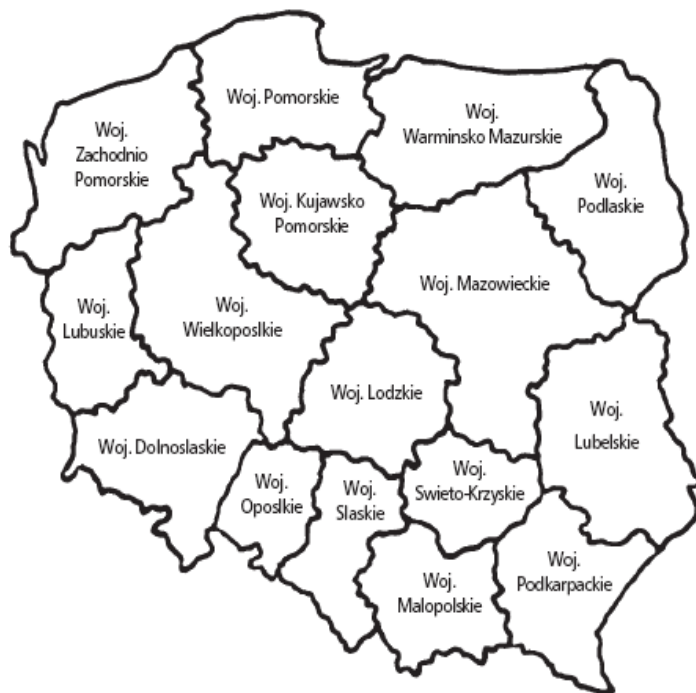 Woj. Pomorskie
Woj.
Zachodnio
Pomorskie
Woj.
Warminsko Mazurskie
Woj.
Podlaskie
Woj. Kujawsko
Pomorskie
Woj. Mazowieckie
Woj.
Lubuskie
Woj.
Wielkoposlkie
Woj. Lodzkie
Woj.
Lubelskie
Woj. Dolnoslaskie
Woj.
Oposlkie
Woj.
Slaskie
Woj.
Swieto-Krzyskie
Woj.
Malopolskie
Woj.
Podkarpackie